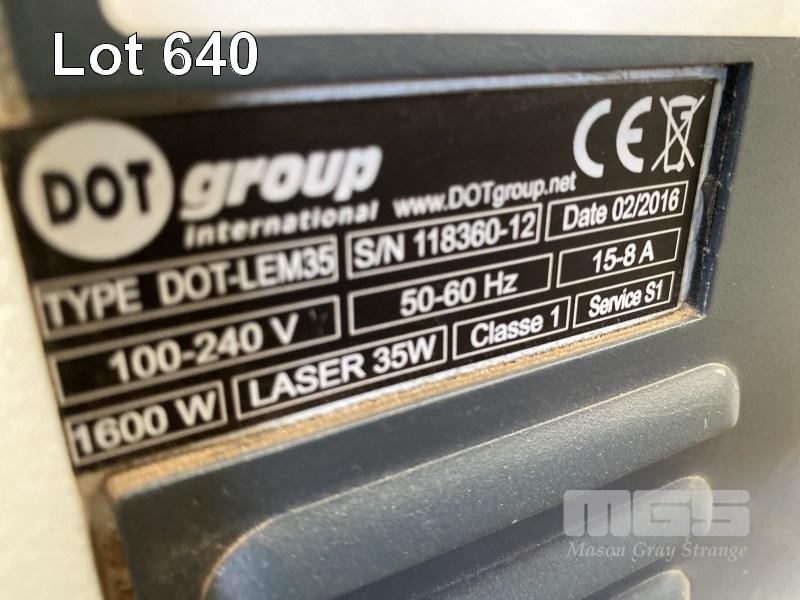 Lot 640
DOT group
international www.DOTgroup.net
CE
TYPE DOT-LEM35 S/N 118360-12 Date 02/2016
100-240 V 50-60 Hz 15-8 A
1600 W LASER 35W Classe 1 Service S1
MGS
Mason Gray Strange